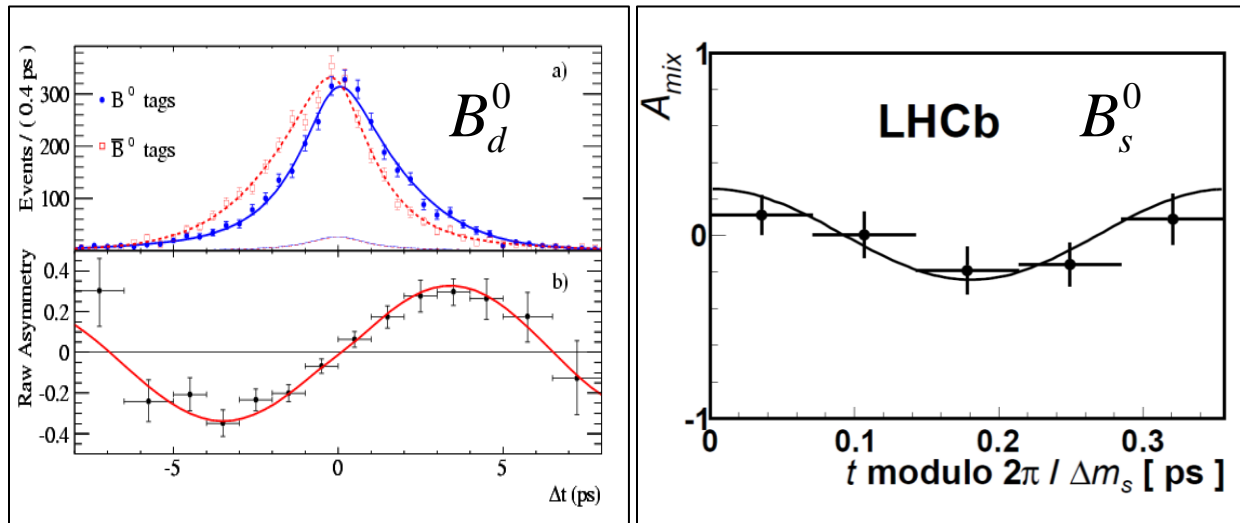 a)
B⁰ tags
B̅⁰ tags
B⁰_d
Events / ( 0.4 ps )
300
200
100
b)
Raw Asymmetry
0.4
0.2
0
-0.2
-0.4
-5 0 5
Δt (ps)
A_mix
1
0
-1
LHCb B⁰_s
0 0.1 0.2 0.3
t modulo 2π / Δm_s [ ps ]